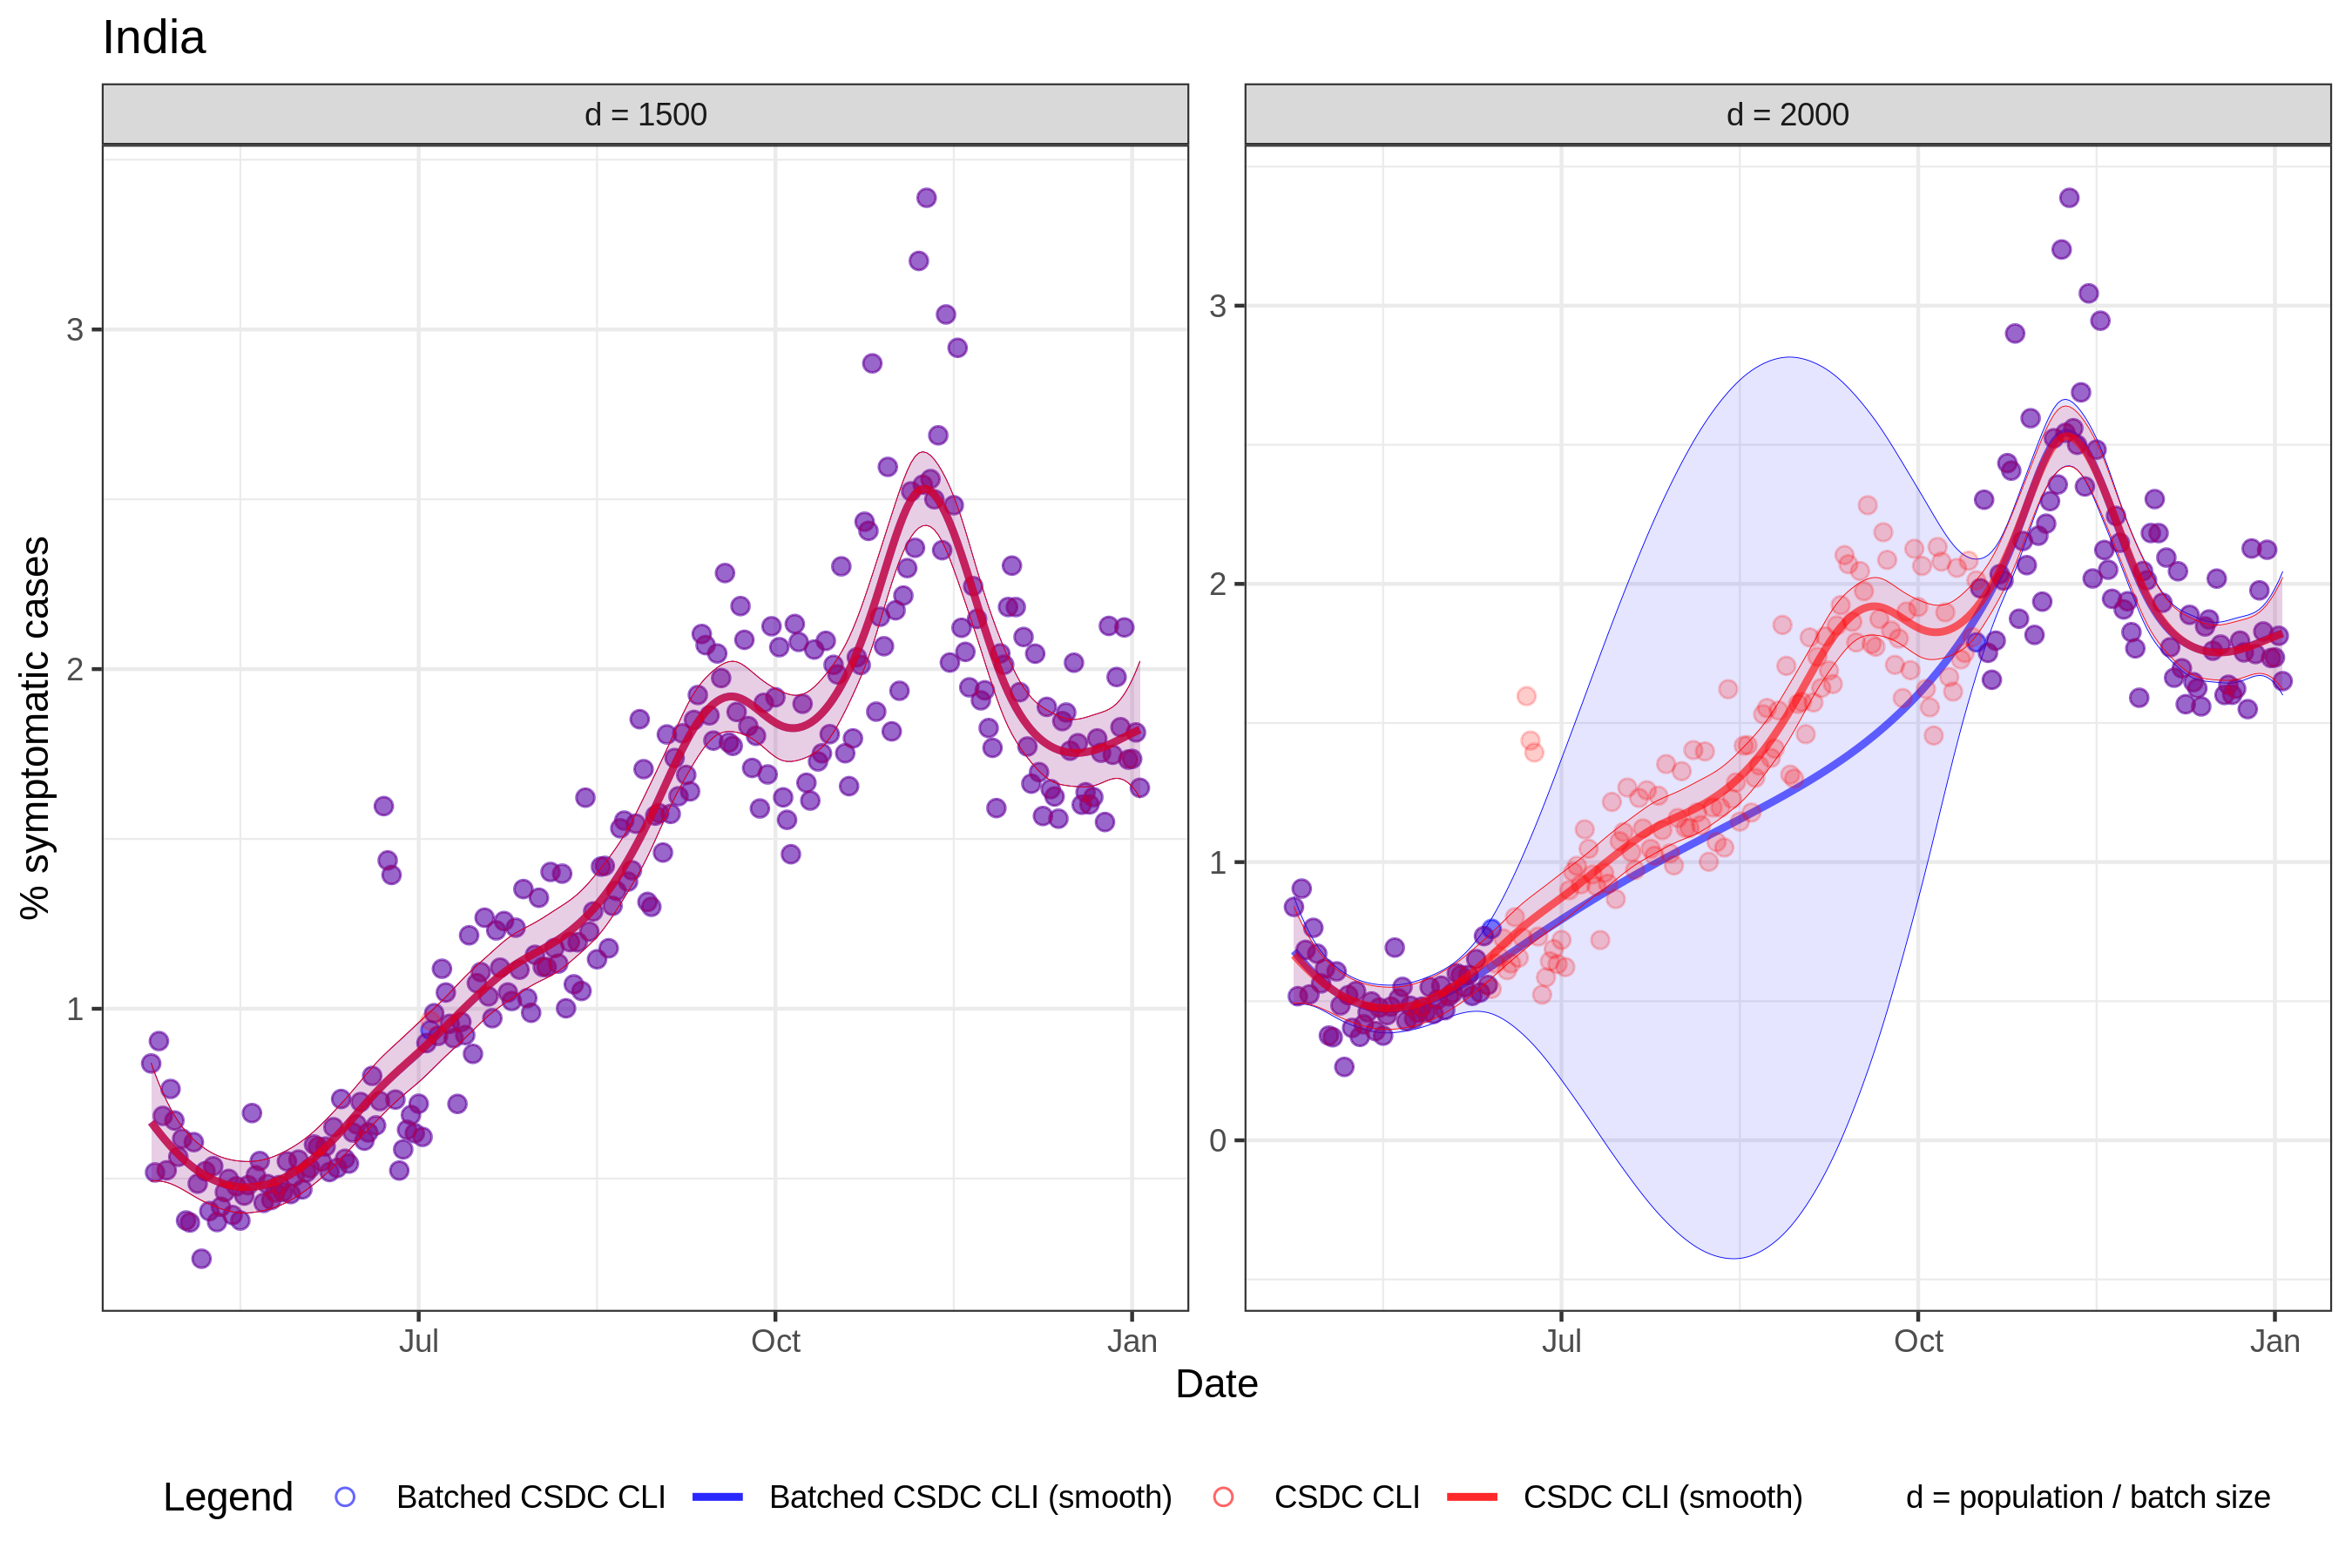 India
d = 1500
d = 2000
% symptomatic cases
3
2
1
3
2
1
0
Jul
Oct
Jan
Jul
Oct
Jan
Date
Legend
Batched CSDC CLI
Batched CSDC CLI (smooth)
CSDC CLI
CSDC CLI (smooth)
d = population / batch size